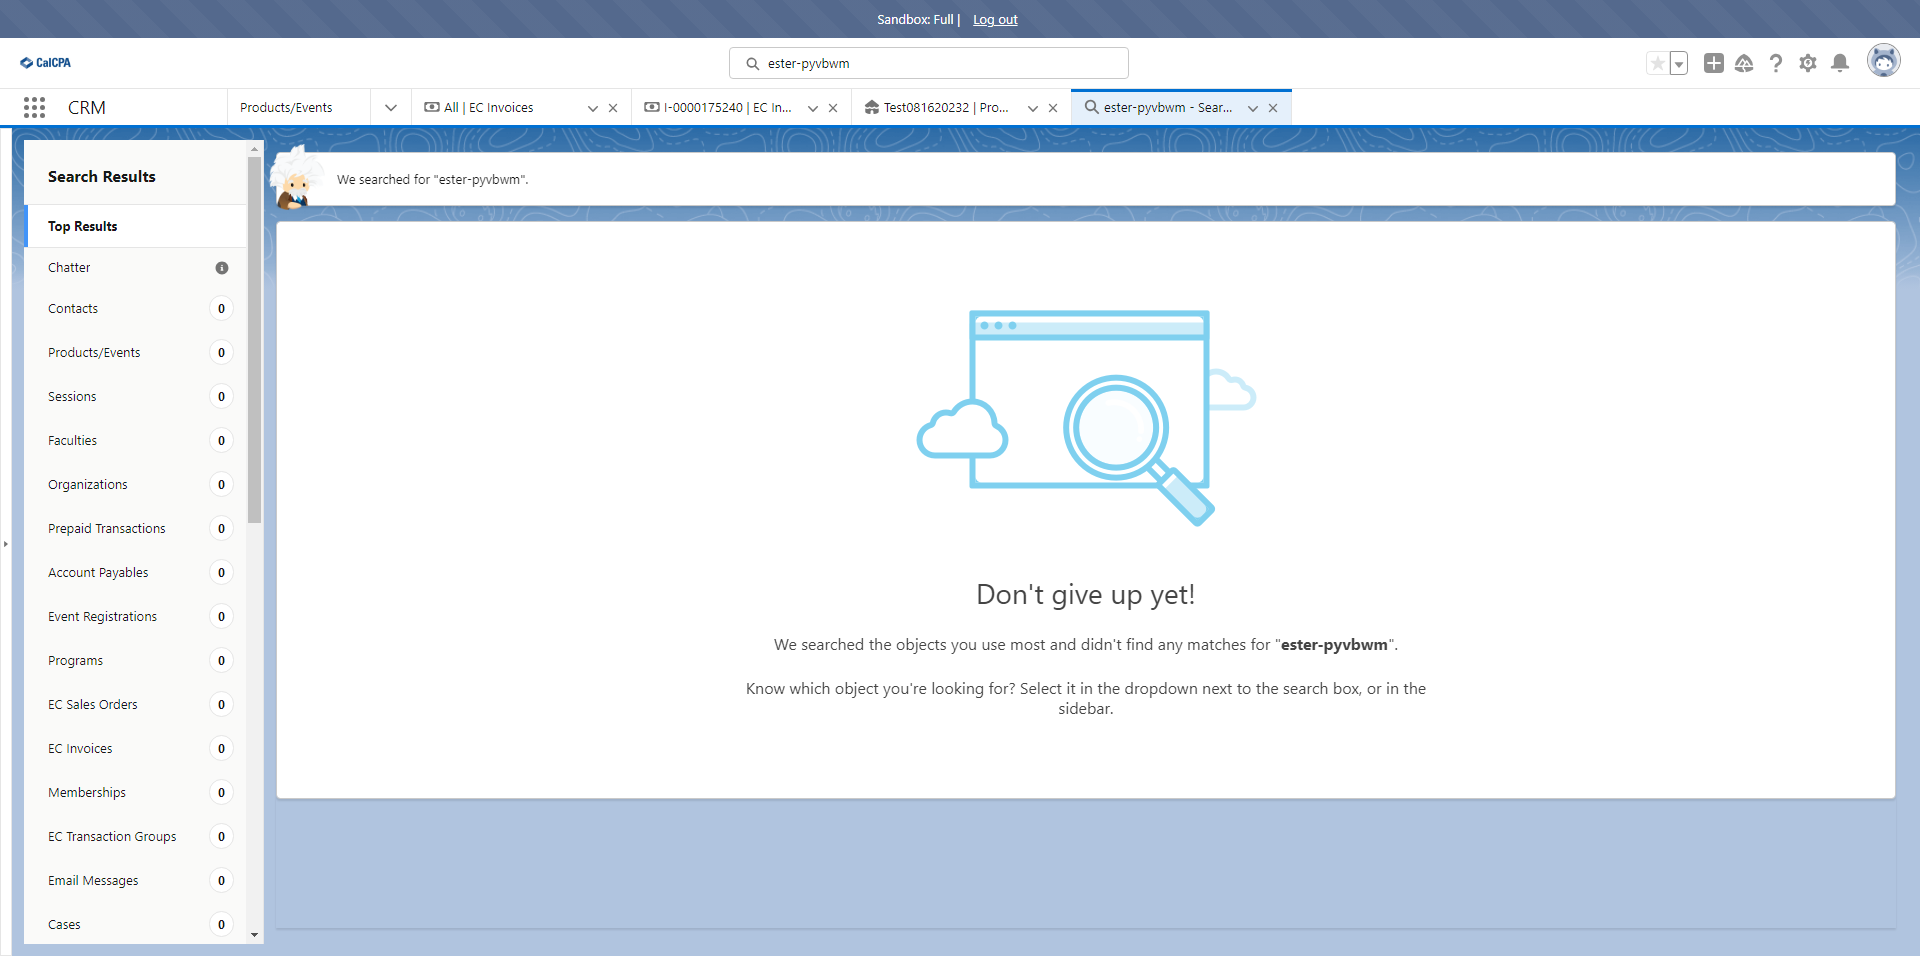 Sandbox: Full | Log out
CalCPA
ester-pyvbwm
CRM
Products/Events
All | EC Invoices
I-0000175240 | EC In...
Test081620232 | Pro...
ester-pyvbwm - Sear...
Search Results
Top Results
Chatter
Contacts 0
Products/Events 0
Sessions 0
Faculties 0
Organizations 0
Prepaid Transactions 0
Account Payables 0
Event Registrations 0
Programs 0
EC Sales Orders 0
EC Invoices 0
Memberships 0
EC Transaction Groups 0
Email Messages 0
Cases 0
We searched for "ester-pyvbwm".
Don't give up yet!
We searched the objects you use most and didn't find any matches for "ester-pyvbwm".
Know which object you're looking for? Select it in the dropdown next to the search box, or in the
sidebar.